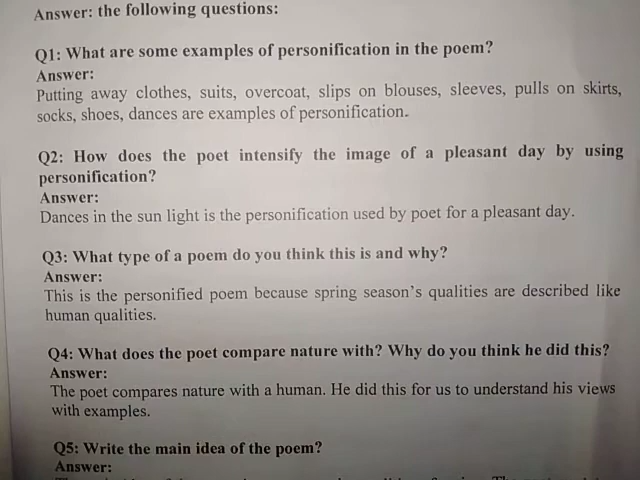 Answer: the following questions:
Q1: What are some examples of personification in the poem?
Answer:
Putting away clothes, suits, overcoat, slips on blouses, sleeves, pulls on skirts,
socks, shoes, dances are examples of personification.
Q2: How does the poet intensify the image of a pleasant day by using
personification?
Answer:
Dances in the sun light is the personification used by poet for a pleasant day.
Q3: What type of a poem do you think this is and why?
Answer:
This is the personified poem because spring season's qualities are described like
human qualities.
Q4: What does the poet compare nature with? Why do you think he did this?
Answer:
The poet compares nature with a human. He did this for us to understand his views
with examples.
Q5: Write the main idea of the poem?
Answer: